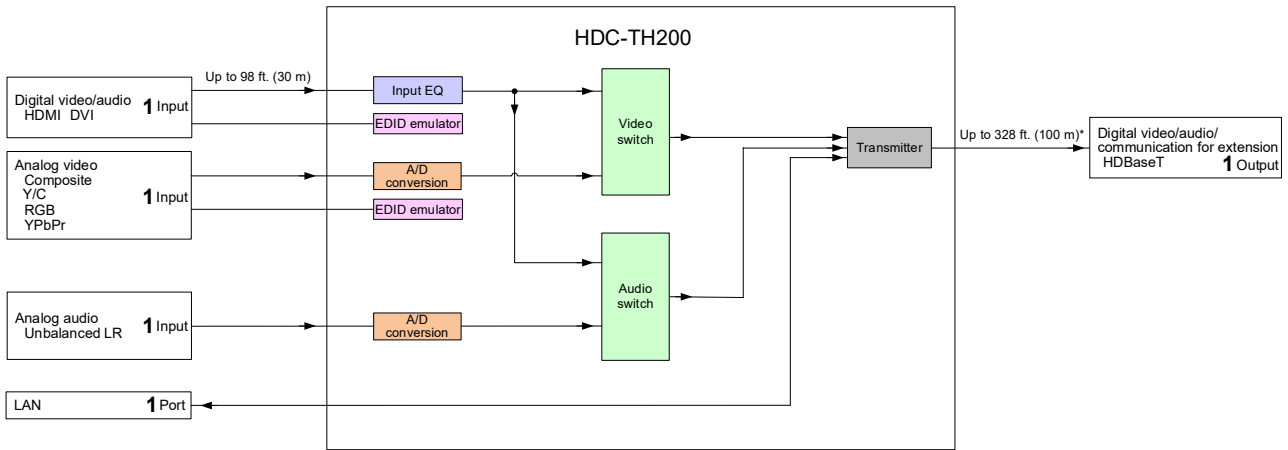 HDC-TH200
Up to 98 ft. (30 m)
Digital video/audio
HDMI DVI
1 Input
Input EQ
EDID emulator
Video
switch
Transmitter
Up to 328 ft. (100 m)*
Digital video/audio/
communication for extension
HDBaseT
1 Output
Analog video
Composite
Y/C
RGB
YPbPr
1 Input
A/D
conversion
EDID emulator
Audio
switch
Analog audio
Unbalanced LR
1 Input
A/D
conversion
LAN
1 Port